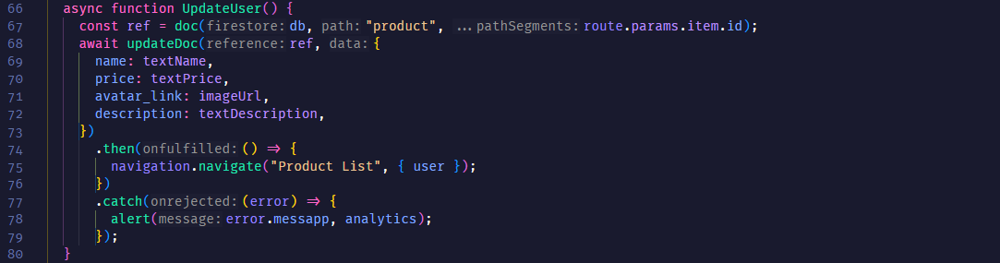 66 async function UpdateUser() {
67 const ref = doc(firestore: db, path: "product", ...pathSegments: route.params.item.id);
68 await updateDoc(reference: ref, data: {
69 name: textName,
70 price: textPrice,
71 avatar_link: imageUrl,
72 description: textDescription,
73 })
74 .then(onfulfilled: () => {
75 navigation.navigate("Product List", { user });
76 })
77 .catch(onrejected: (error) => {
78 alert(message: error.messapp, analytics);
79 });
80 }